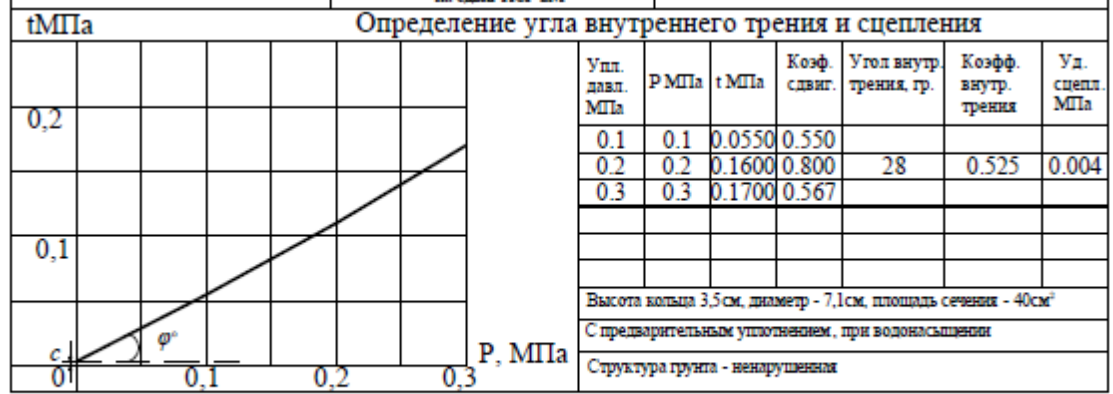 tМПа
Определение угла внутреннего трения и сцепления
0,2
0,1
c
φ°
0
0,1
0,2
0,3
P, МПа
Упл. давл. МПа
P МПа
t МПа
Коэф. сдвиг.
Угол внутр. трения, гр.
Коэфф. внутр. трения
Уд. сцепл. МПа
0.1 0.1 0.0550 0.550
0.2 0.2 0.1600 0.800 28 0.525 0.004
0.3 0.3 0.1700 0.567
Высота кольца 3,5см, диаметр - 7,1см, площадь сечения - 40см²
С предварительным уплотнением, при водонасыщении
Структура грунта - ненарушенная